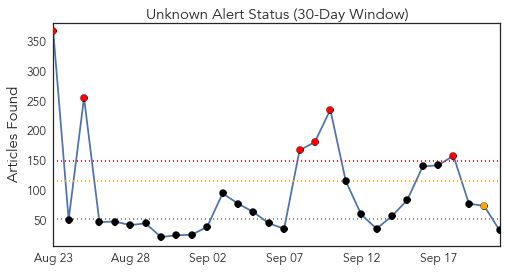 Unknown Alert Status (30-Day Window)
Articles Found
350
300
250
200
150
100
50
Aug 23
Aug 28
Sep 02
Sep 07
Sep 12
Sep 17